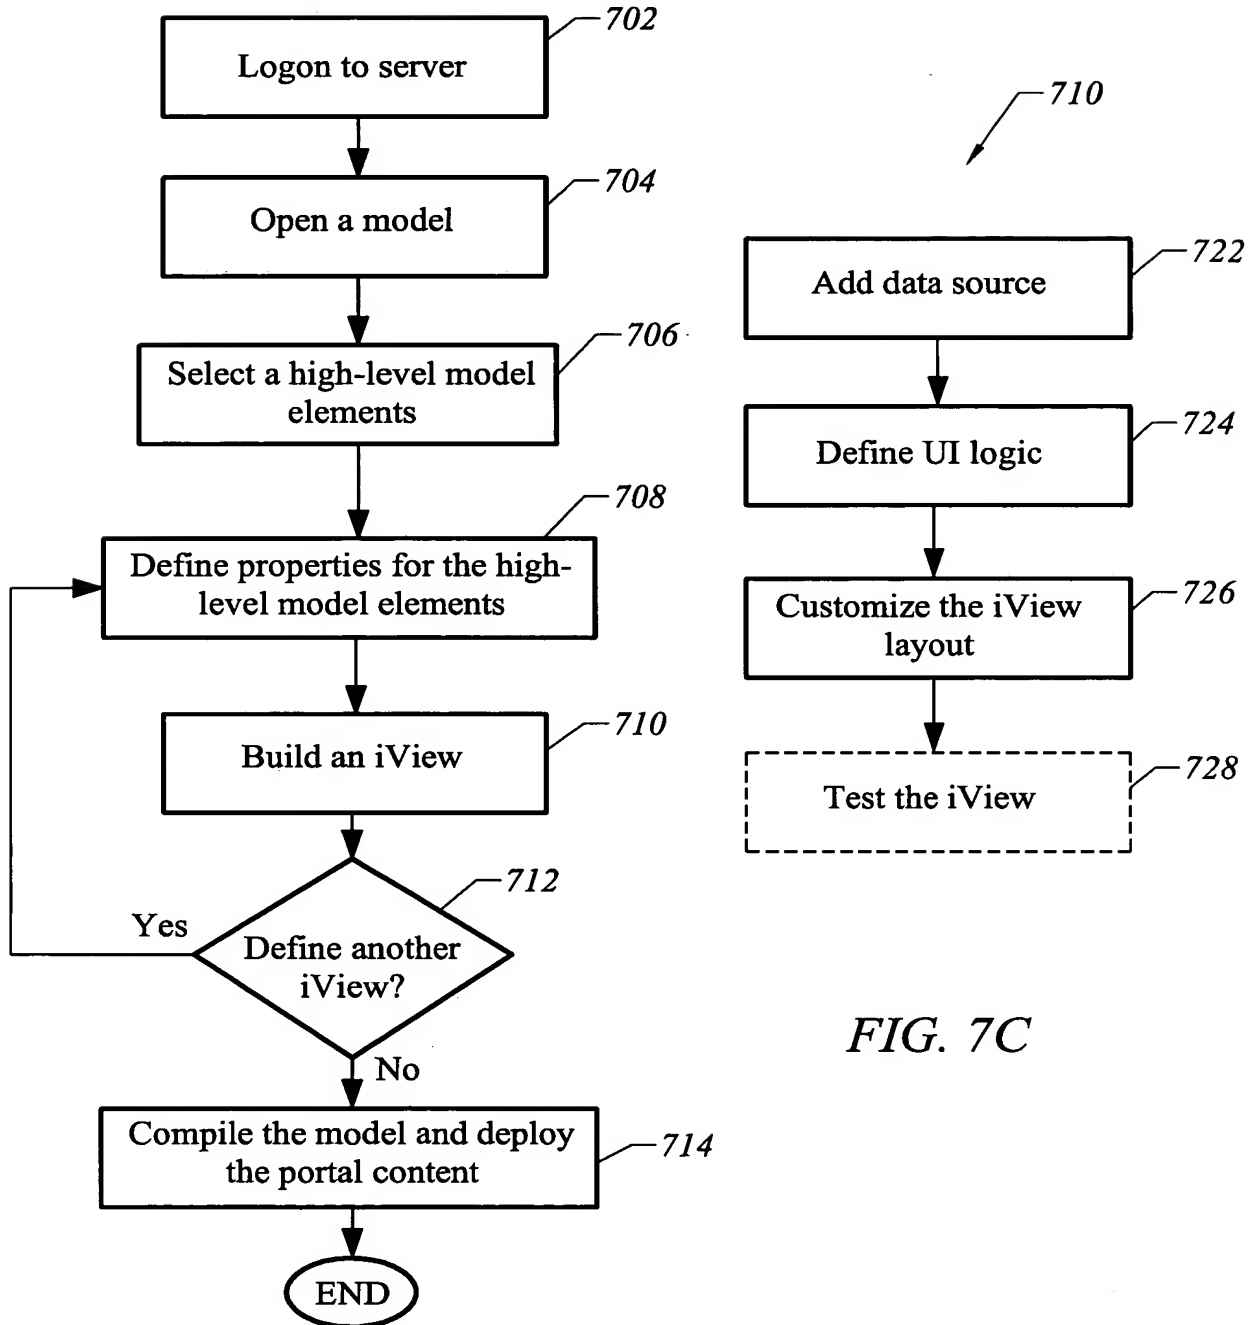 702
Logon to server
704
Open a model
706
Select a high-level model
elements
708
Define properties for the high-
level model elements
710
Build an iView
712
Yes
Define another
iView?
No
Compile the model and deploy
the portal content
714
END
710
722
Add data source
724
Define UI logic
726
Customize the iView
layout
728
Test the iView
FIG. 7C